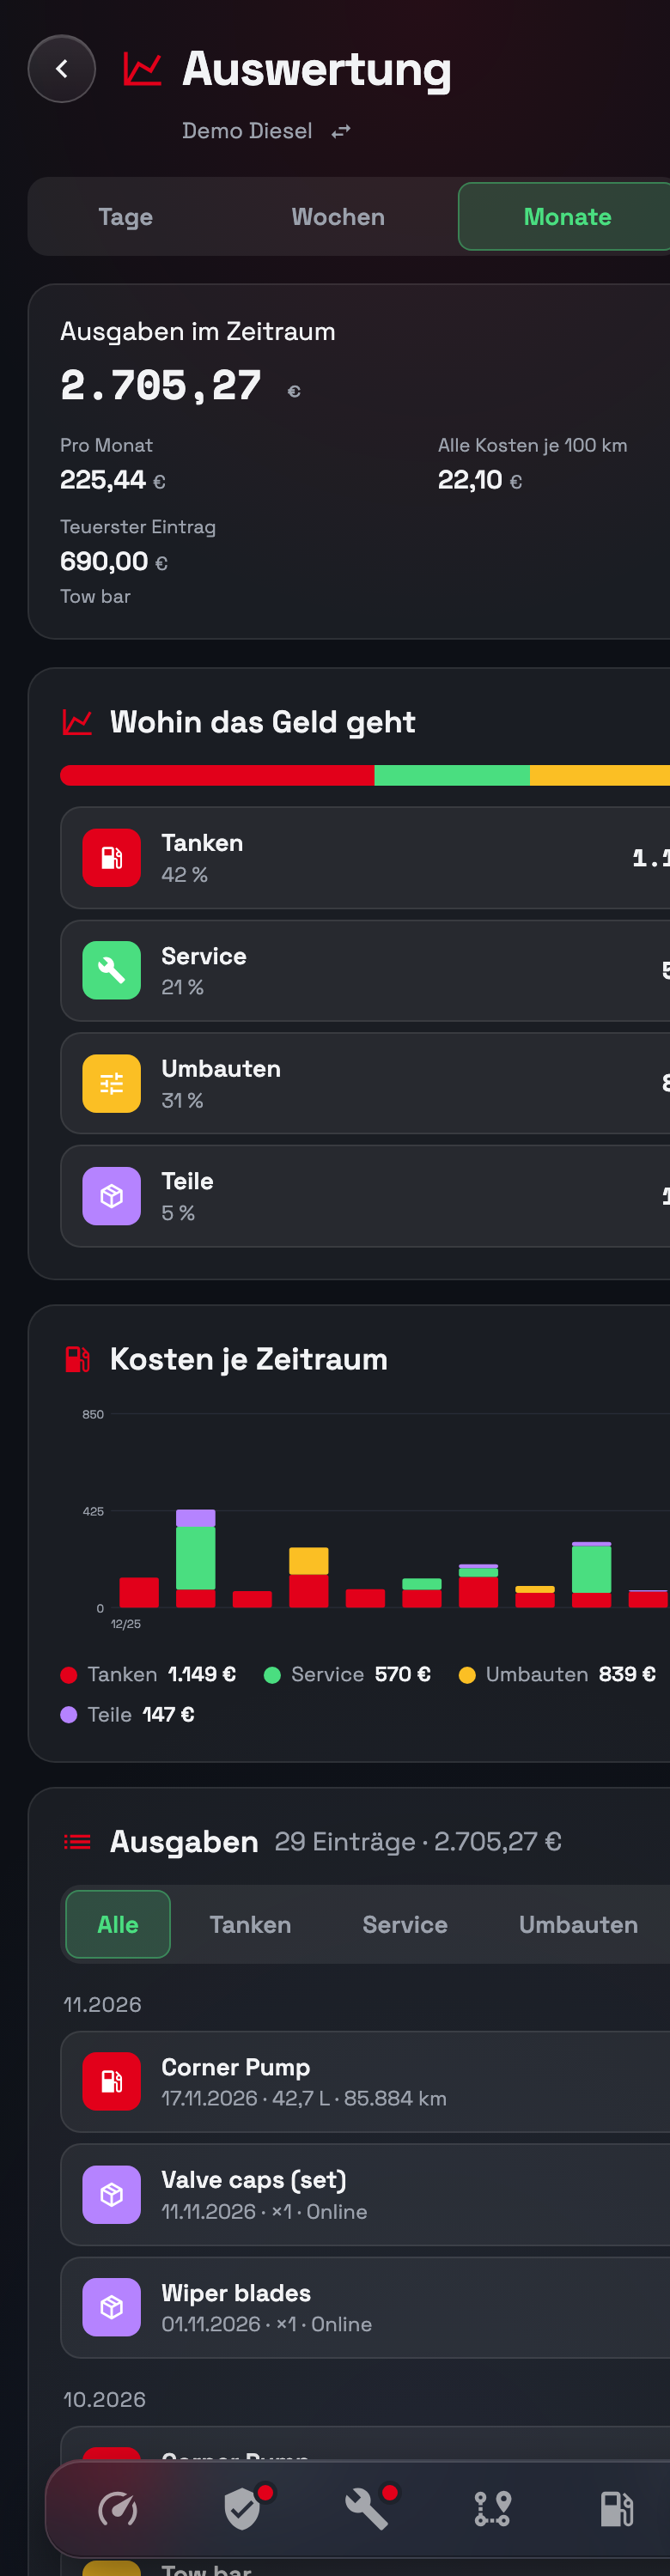 Auswertung
Demo Diesel
Tage Wochen Monate
Ausgaben im Zeitraum
2.705,27 €
Pro Monat Alle Kosten je 100 km
225,44 € 22,10 €
Teuerster Eintrag
690,00 €
Tow bar
Wohin das Geld geht
Tanken
42 %
Service
21 %
Umbauten
31 %
Teile
5 %
Kosten je Zeitraum
850
425
0
12/25
Tanken 1.149 € Service 570 € Umbauten 839 €
Teile 147 €
Ausgaben 29 Einträge · 2.705,27 €
Alle Tanken Service Umbauten
11.2026
Corner Pump
17.11.2026 · 42,7 L · 85.884 km
Valve caps (set)
11.11.2026 · ×1 · Online
Wiper blades
01.11.2026 · ×1 · Online
10.2026
Corner Pump
Tow bar